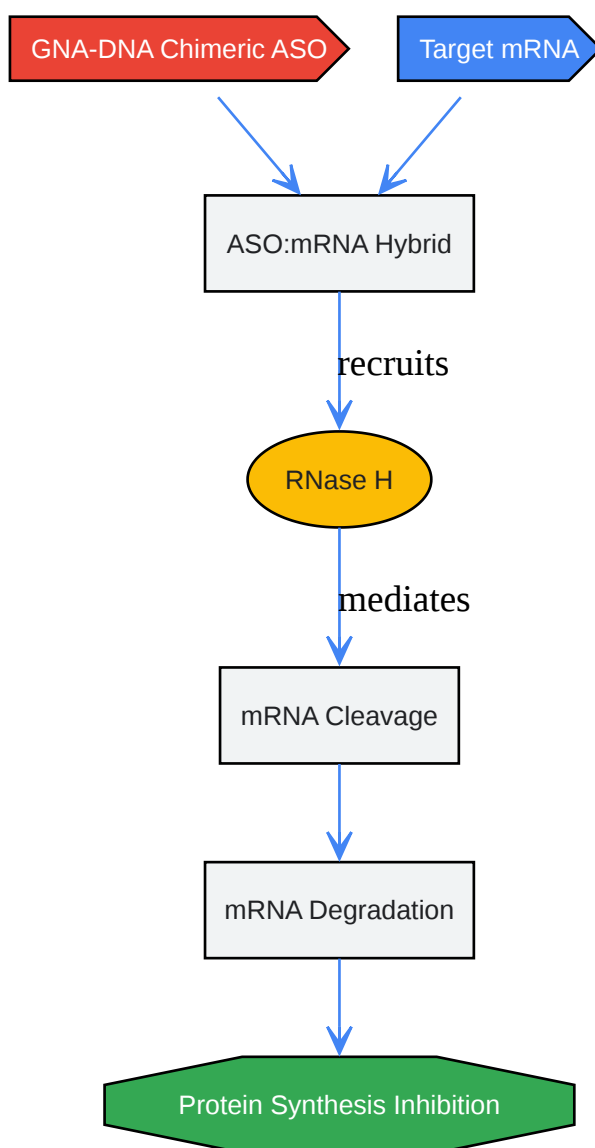 GNA-DNA Chimeric ASO
Target mRNA
ASO:mRNA Hybrid
recruits
RNase H
mediates
mRNA Cleavage
mRNA Degradation
Protein Synthesis Inhibition